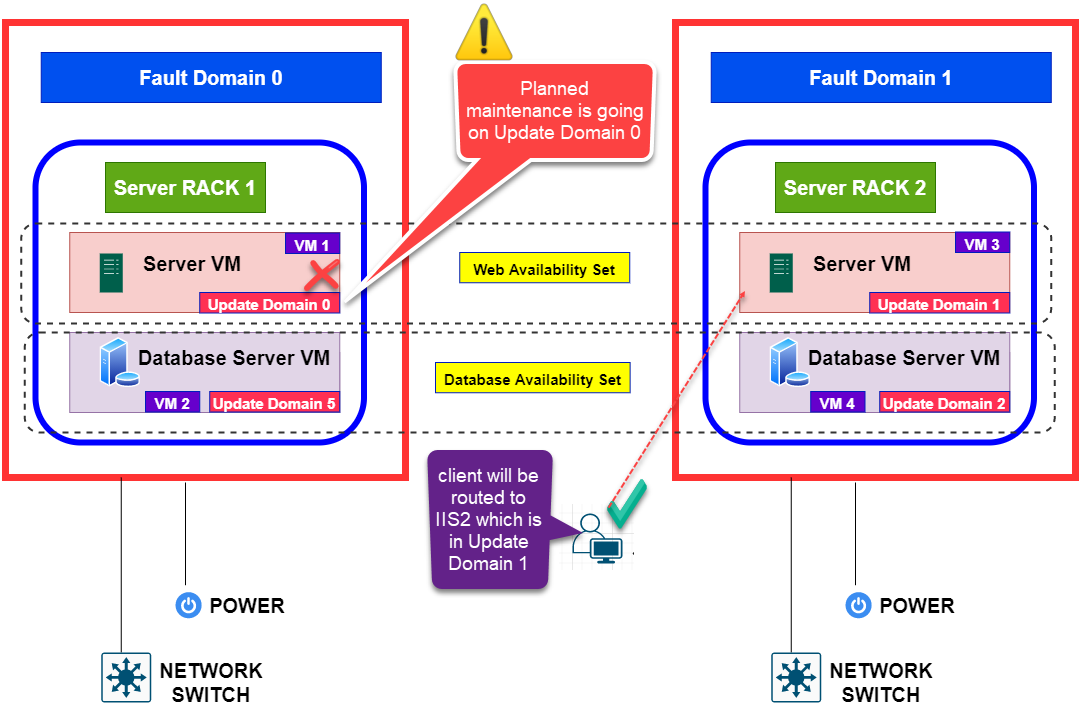 Fault Domain 0
Fault Domain 1
Planned
maintenance is going
on Update Domain 0
Server RACK 1
Server RACK 2
VM 1
Server VM
Update Domain 0
Web Availability Set
VM 3
Server VM
Update Domain 1
Database Server VM
VM 2
Update Domain 5
Database Availability Set
Database Server VM
VM 4
Update Domain 2
client will be
routed to
IIS2 which is
in Update
Domain 1
POWER
POWER
NETWORK
SWITCH
NETWORK
SWITCH